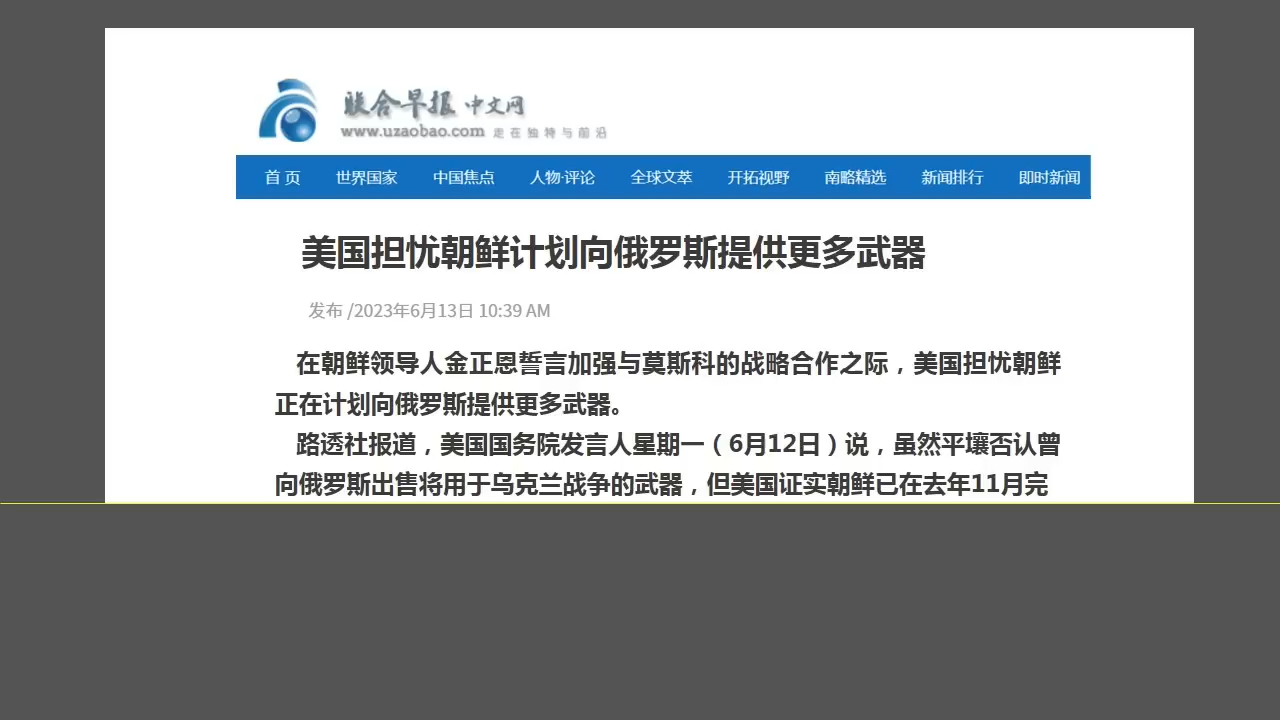 联合早报 中文网
www.uzaobao.com 走在独特与前沿
首页 世界国家 中国焦点 人物·评论 全球文萃 开拓视野 南略精选 新闻排行 即时新闻
美国担忧朝鲜计划向俄罗斯提供更多武器
发布 /2023年6月13日 10:39 AM
在朝鲜领导人金正恩誓言加强与莫斯科的战略合作之际，美国担忧朝鲜
正在计划向俄罗斯提供更多武器。
路透社报道，美国国务院发言人星期一（6月12日）说，虽然平壤否认曾
向俄罗斯出售将用于乌克兰战争的武器，但美国证实朝鲜已在去年11月完